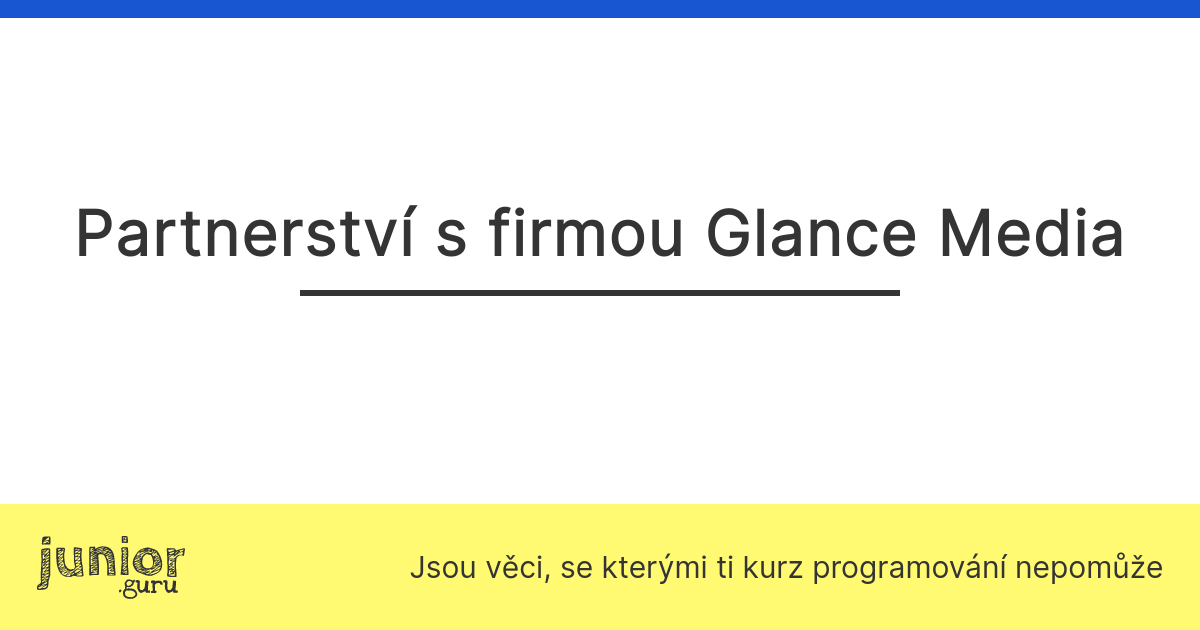 Partnerství s firmou Glance Media
junior
.guru
Jsou věci, se kterými ti kurz programování nepomůže